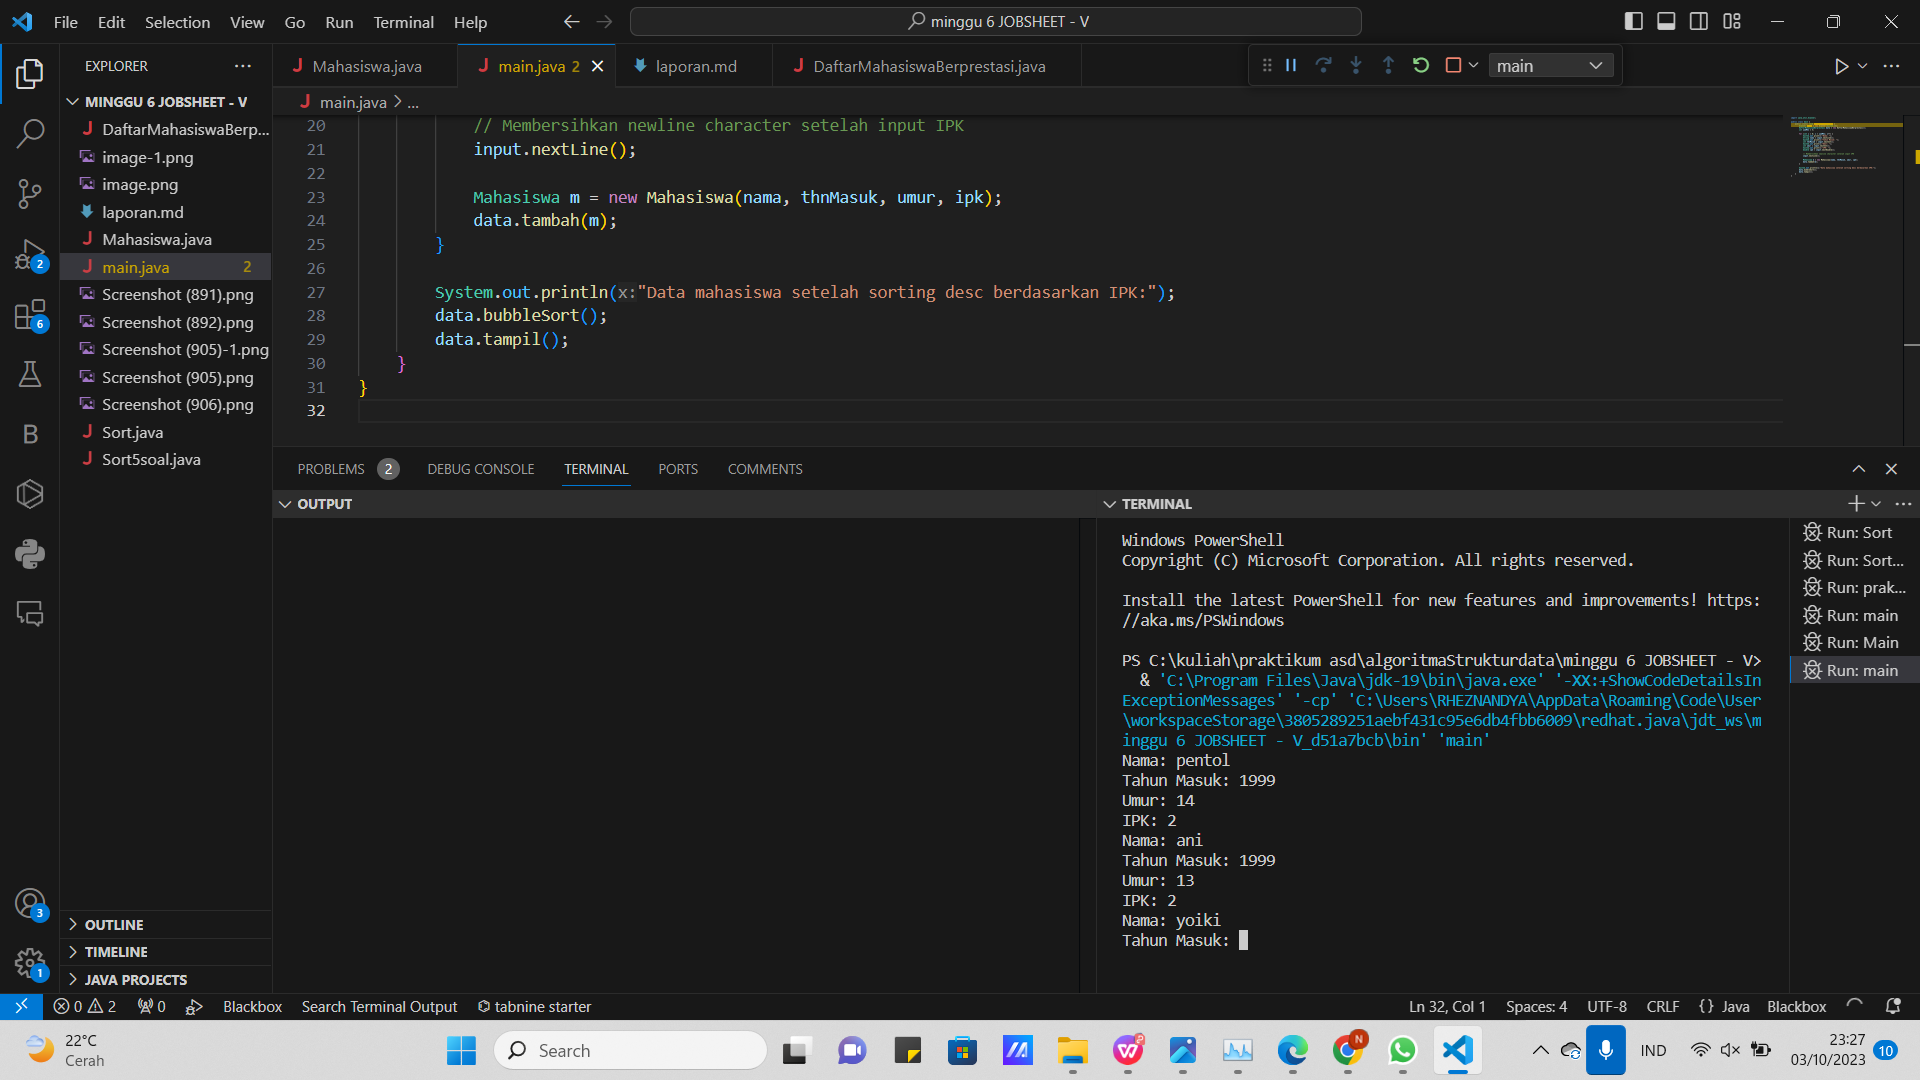 File Edit Selection View Go Run Terminal Help
minggu 6 JOBSHEET - V
EXPLORER
Mahasiswa.java
main.java 2
laporan.md
DaftarMahasiswaBerprestasi.java
main
MINGGU 6 JOBSHEET - V
DaftarMahasiswaBerp...
image-1.png
image.png
laporan.md
Mahasiswa.java
main.java 2
Screenshot (891).png
Screenshot (892).png
Screenshot (905)-1.png
Screenshot (905).png
Screenshot (906).png
Sort.java
Sort5soal.java
OUTLINE
TIMELINE
JAVA PROJECTS
2
6
B
3
1
main.java > ...
20 // Membersihkan newline character setelah input IPK
21 input.nextLine();
22
23 Mahasiswa m = new Mahasiswa(nama, thnMasuk, umur, ipk);
24 data.tambah(m);
25 }
26
27 System.out.println(x:"Data mahasiswa setelah sorting desc berdasarkan IPK:");
28 data.bubbleSort();
29 data.tampil();
30 }
31 }
32
PROBLEMS 2 DEBUG CONSOLE TERMINAL PORTS COMMENTS
OUTPUT
TERMINAL
Windows PowerShell
Copyright (C) Microsoft Corporation. All rights reserved.
Install the latest PowerShell for new features and improvements! https:
//aka.ms/PSWindows
PS C:\kuliah\praktikum asd\algoritmaStrukturdata\minggu 6 JOBSHEET - V>
& 'C:\Program Files\Java\jdk-19\bin\java.exe' '-XX:+ShowCodeDetailsIn
ExceptionMessages' '-cp' 'C:\Users\RHEZNANDYA\AppData\Roaming\Code\User
\workspaceStorage\3805289251aebf431c95e6db4fbb6009\redhat.java\jdt_ws\m
inggu 6 JOBSHEET - V_d51a7bcb\bin' 'main'
Nama: pentol
Tahun Masuk: 1999
Umur: 14
IPK: 2
Nama: ani
Tahun Masuk: 1999
Umur: 13
IPK: 2
Nama: yoiki
Tahun Masuk:
Run: Sort
Run: Sort...
Run: prak...
Run: main
Run: Main
Run: main
0 2 0 Blackbox Search Terminal Output tabnine starter
Ln 32, Col 1 Spaces: 4 UTF-8 CRLF {} Java Blackbox
22°C
Cerah
Search
N
IND
23:27
03/10/2023
10